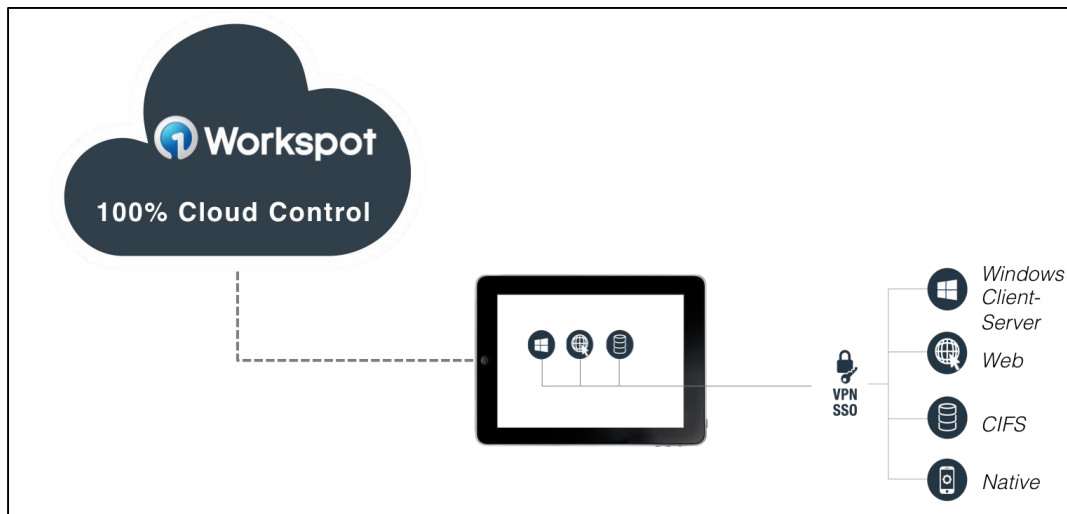 Workspot
100% Cloud Control
Windows
Client-
Server
Web
VPN
SSO
CIFS
Native